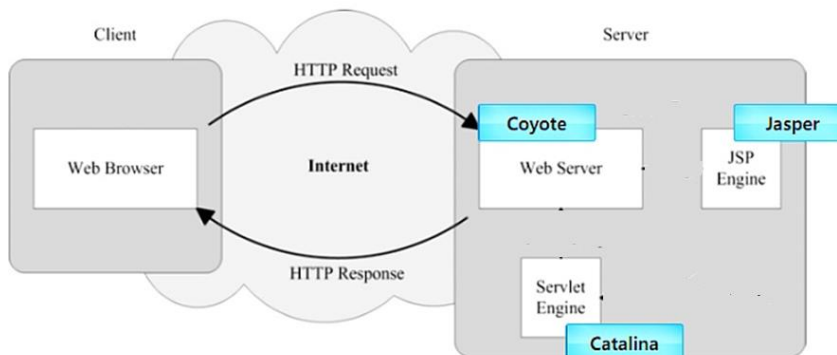 Client
Server
HTTP Request
Coyote
Jasper
Web Browser
Internet
Web Server
JSP
Engine
HTTP Response
Servlet
Engine
Catalina